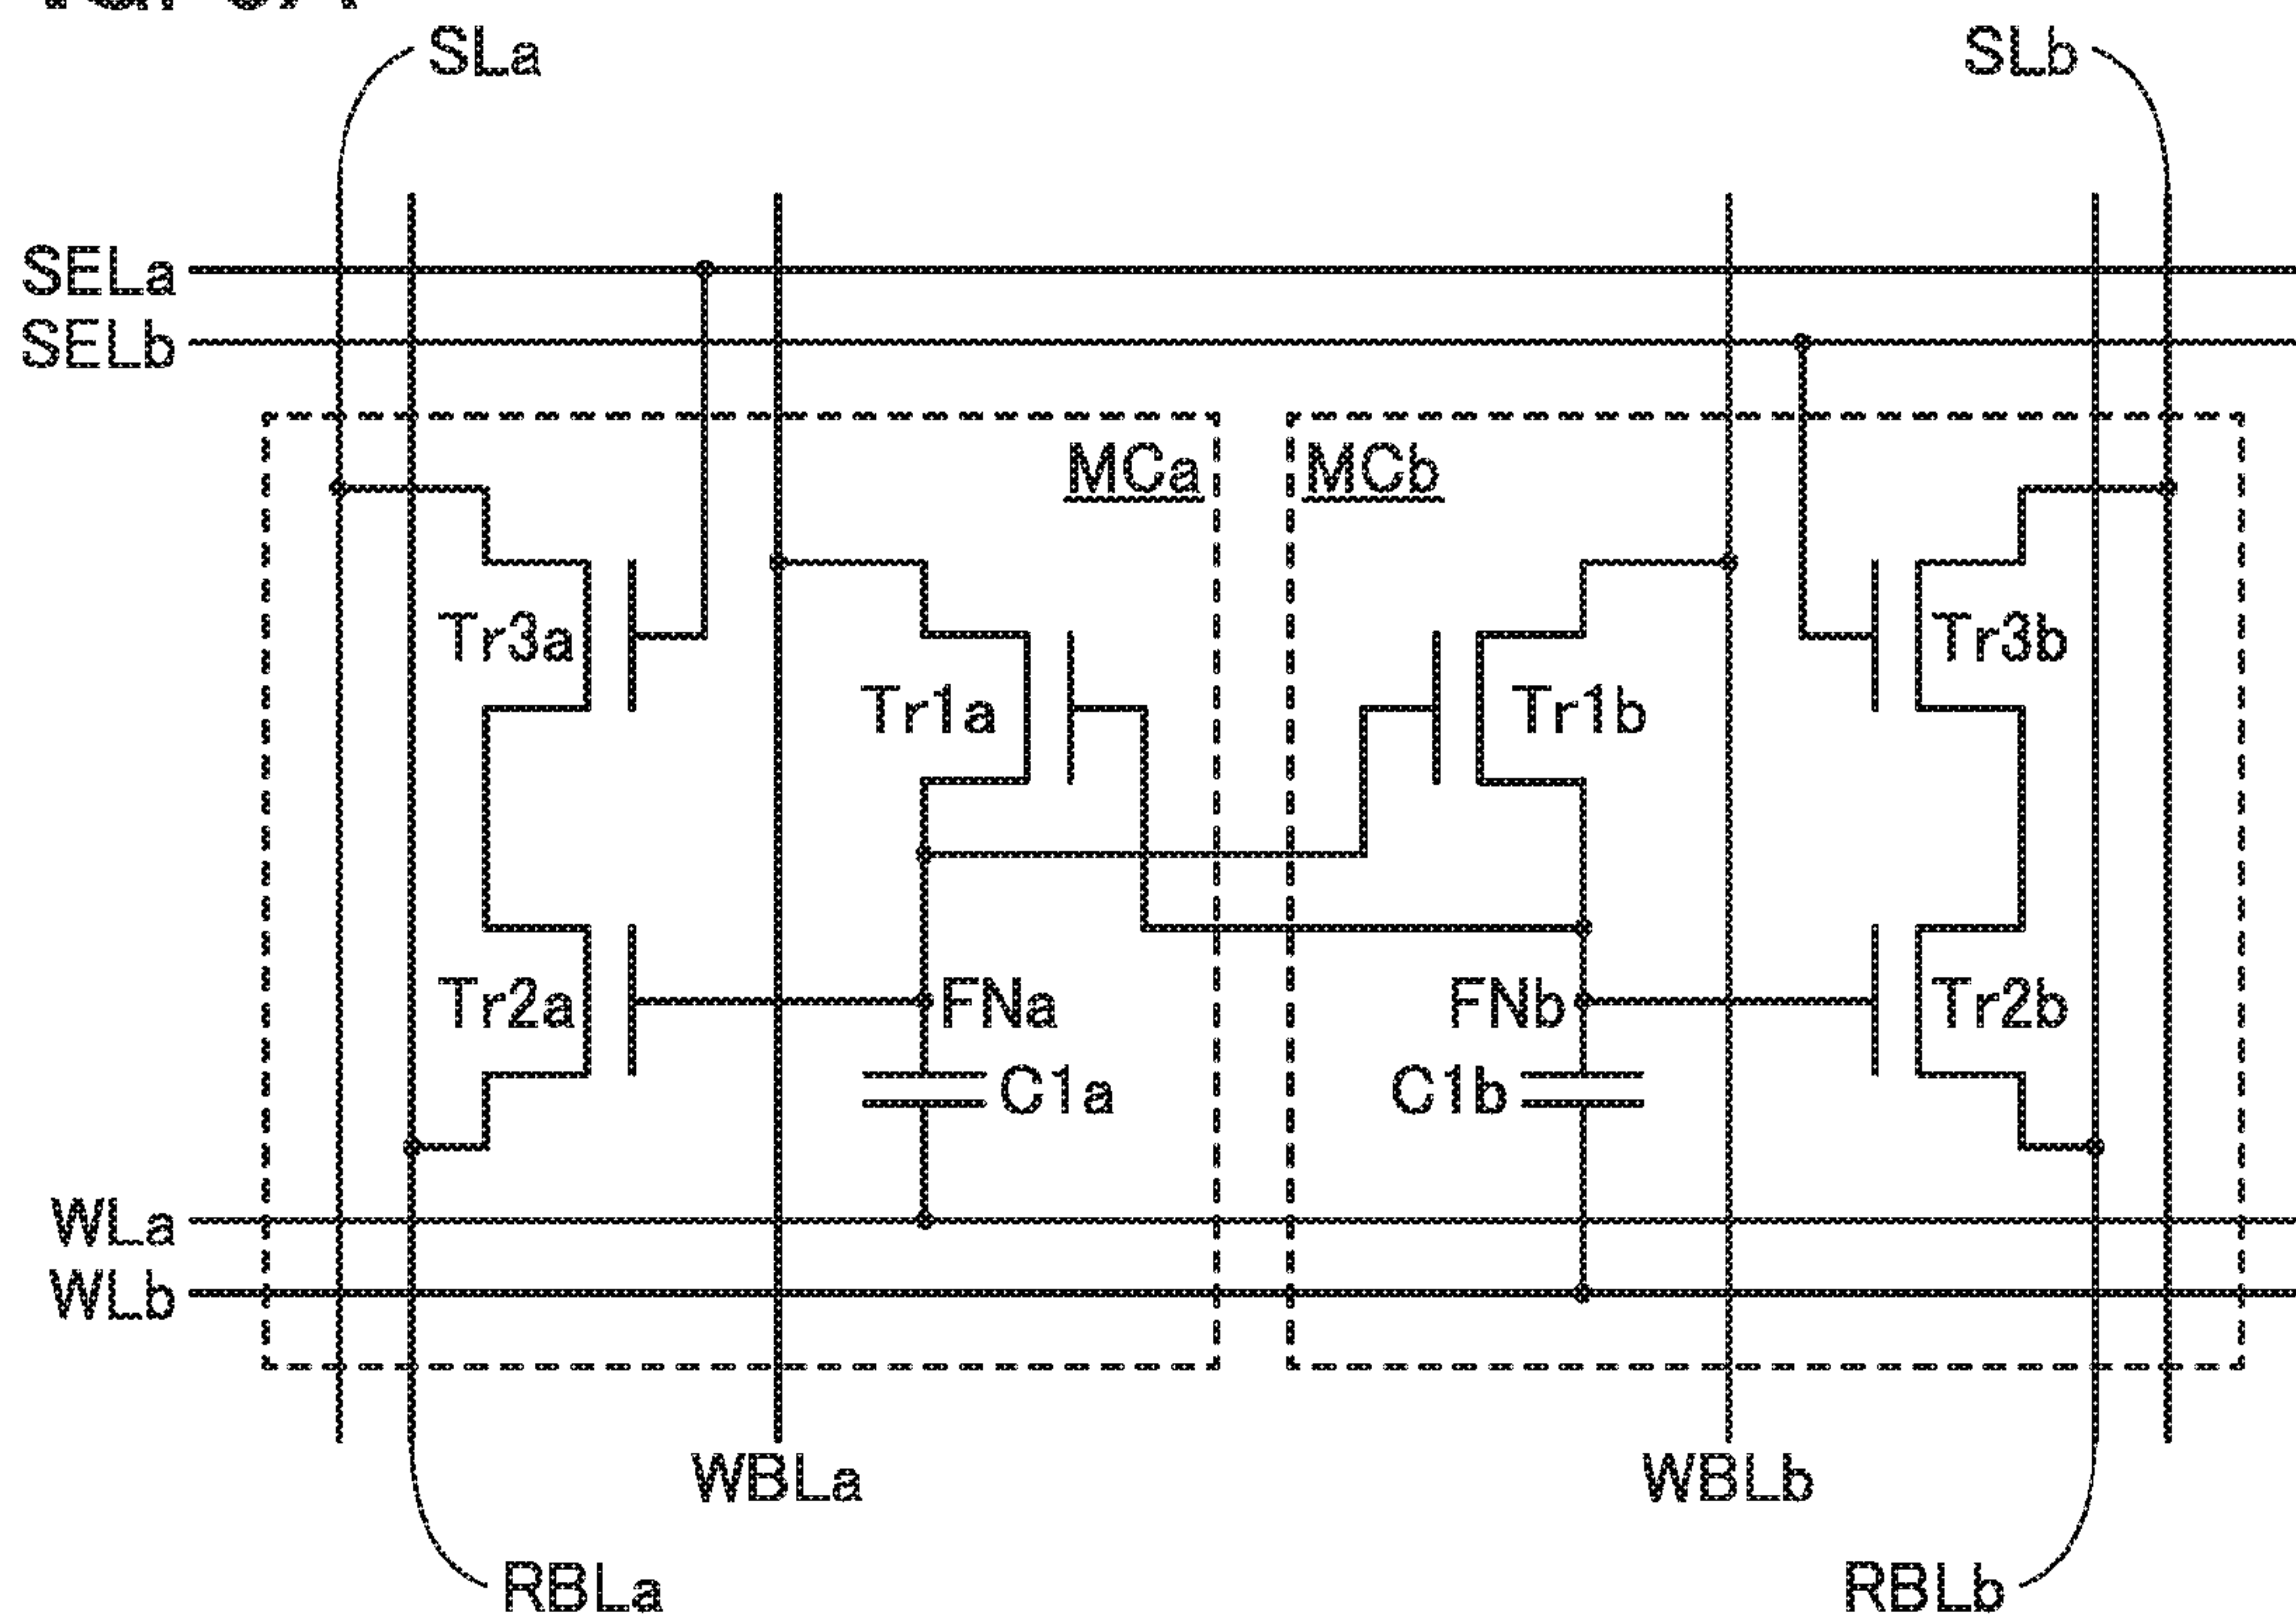 SLa SLb
SELa
SELb
MCa MCb
Tr3a Tr3b
Tr1a Tr1b
Tr2a FNa FNb Tr2b
C1a C1b
WLa
WLb
WBLa WBLb
RBLa RBLb